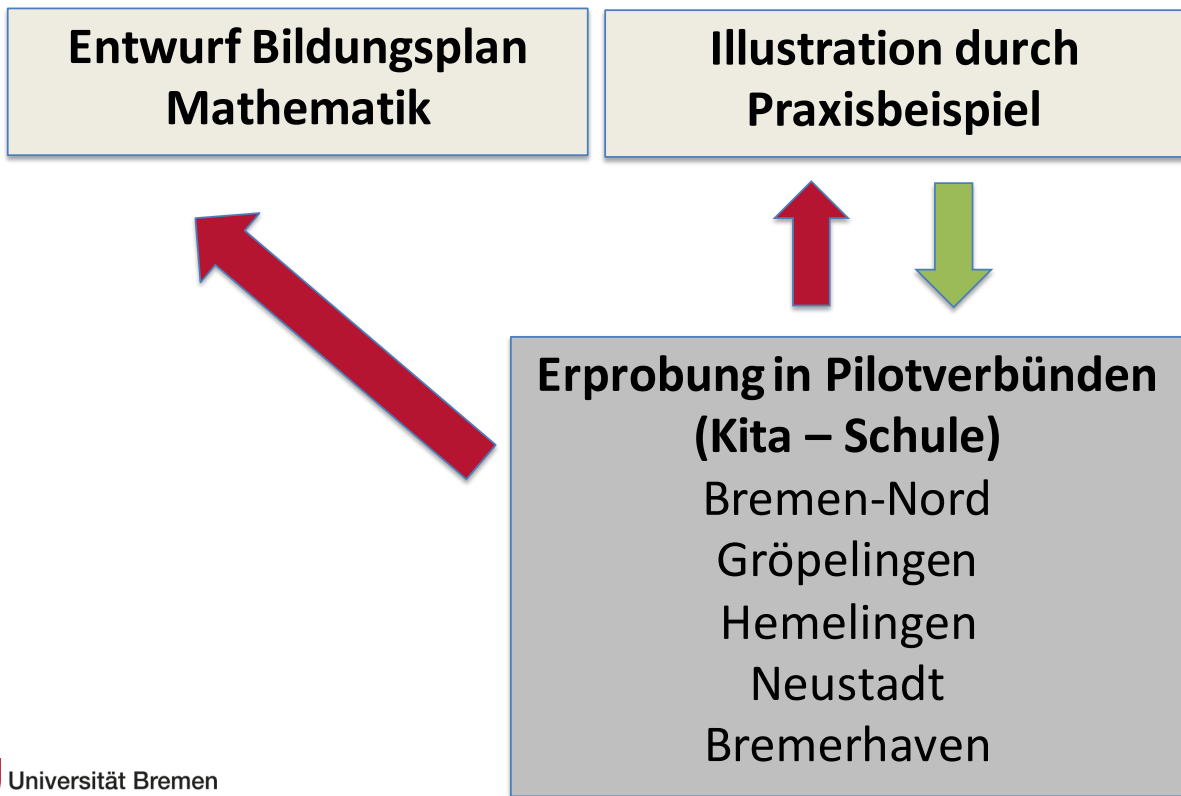 Entwurf Bildungsplan
Mathematik
Illustration durch
Praxisbeispiel
Erprobung in Pilotverbünden
(Kita – Schule)
Bremen-Nord
Gröpelingen
Hemelingen
Neustadt
Bremerhaven
Universität Bremen